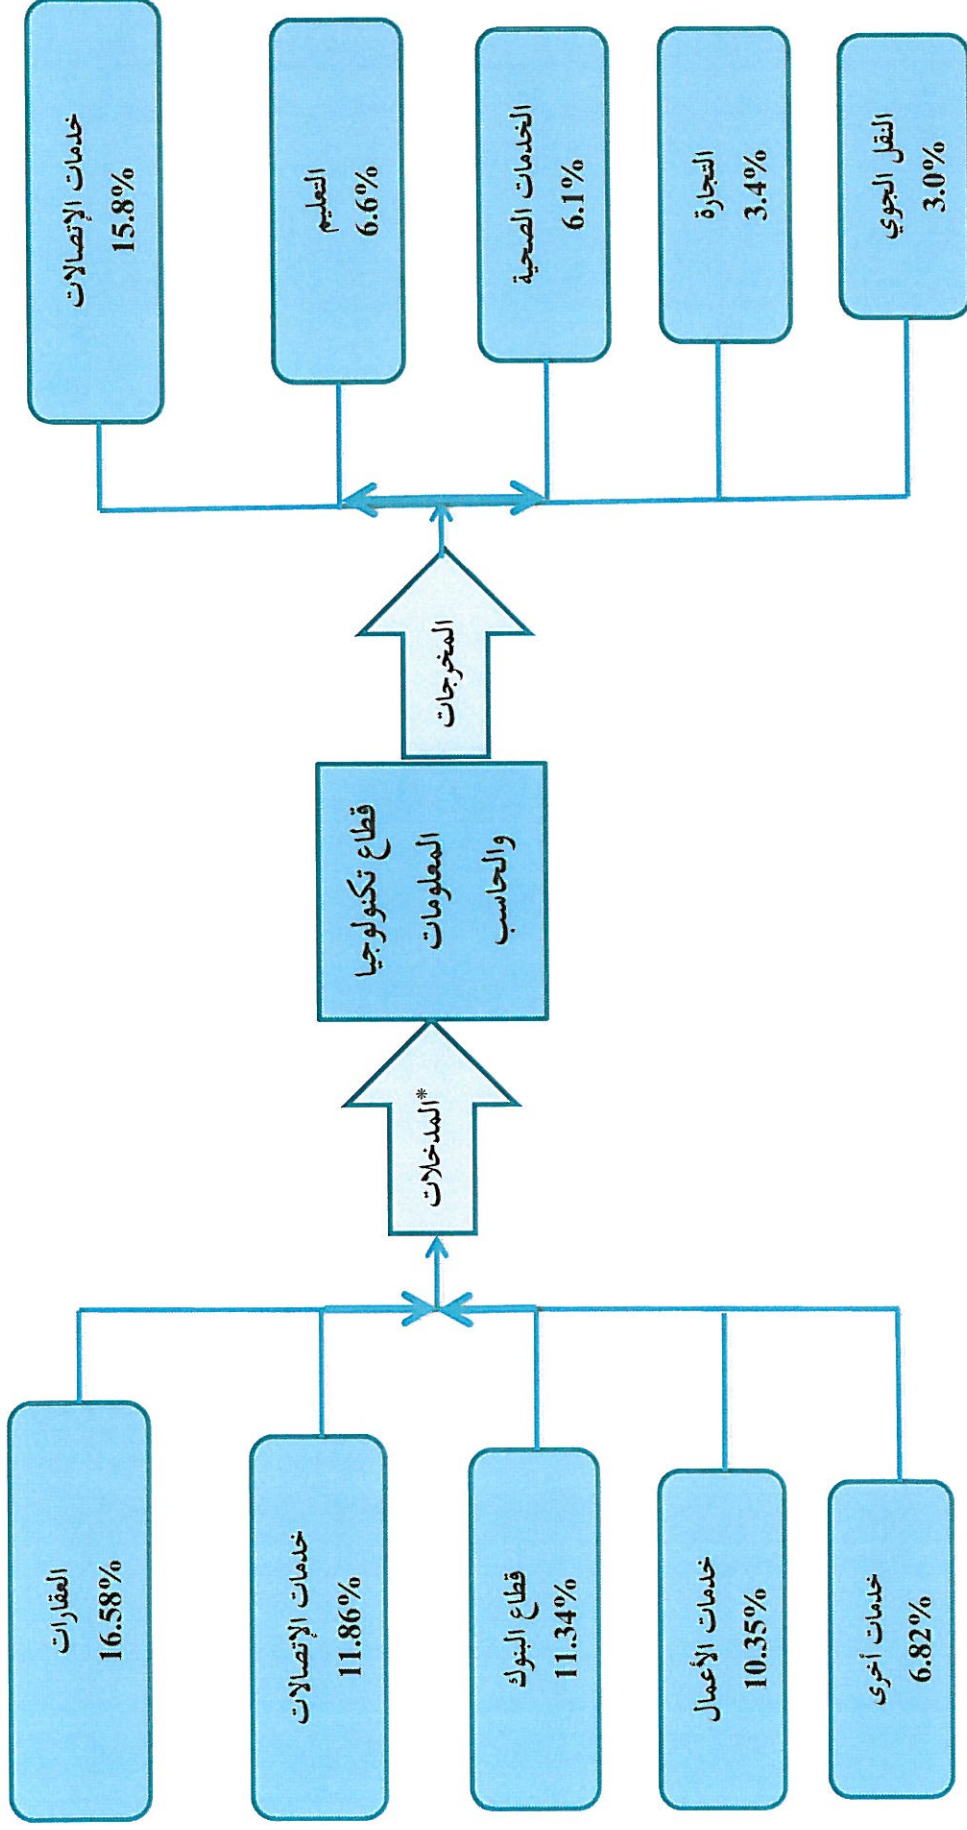 العقارات
16.58%
خدمات الإتصالات
11.86%
قطاع البنوك
11.34%
خدمات الأعمال
10.35%
خدمات أخرى
6.82%
المدخلات*
قطاع تكنولوجيا
المعلومات
والحاسب
المخرجات
خدمات الإتصالات
15.8%
التعليم
6.6%
الخدمات الصحية
6.1%
التجارة
3.4%
النقل الجوي
3.0%